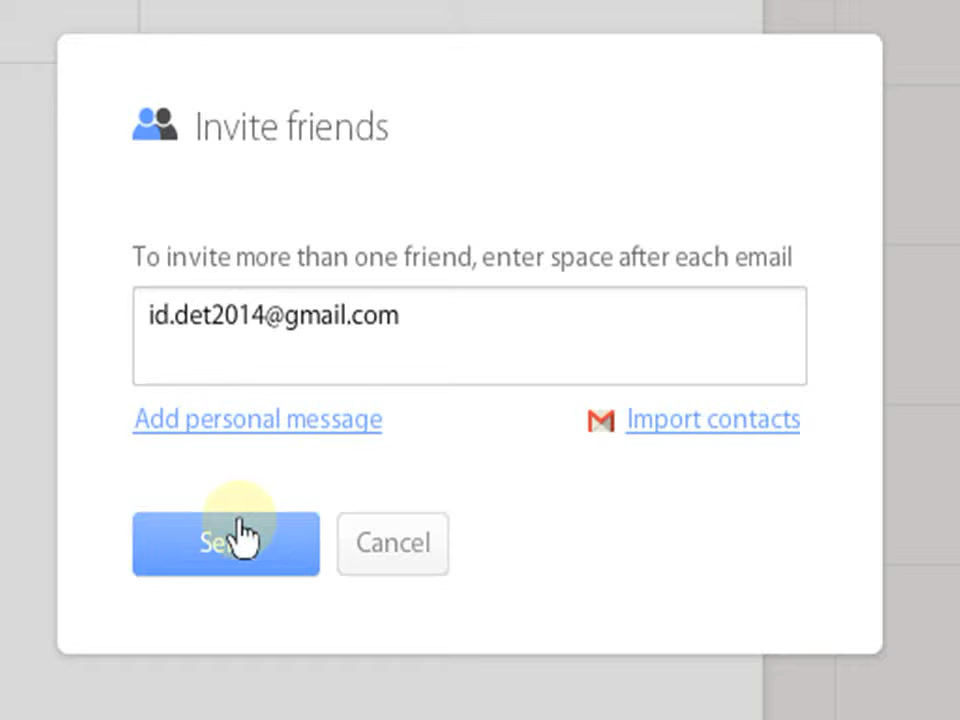 Invite friends
To invite more than one friend, enter space after each email
id.det2014@gmail.com
Add personal message
Import contacts
Cancel